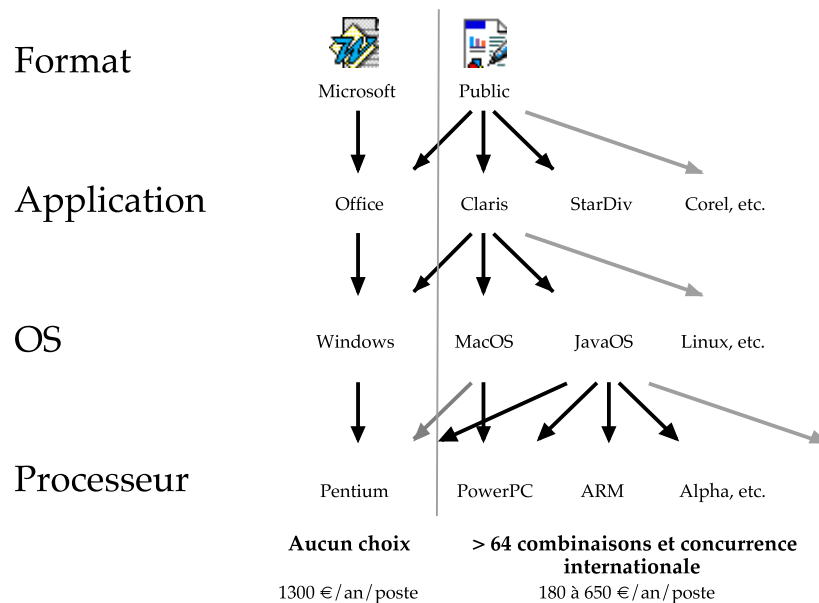 Format
Microsoft Public
Application
Office Claris StarDiv Corel, etc.
OS
Windows MacOS JavaOS Linux, etc.
Processeur
Pentium PowerPC ARM Alpha, etc.
Aucun choix
> 64 combinaisons et concurrence
internationale
1300 €/an/poste
180 à 650 €/an/poste